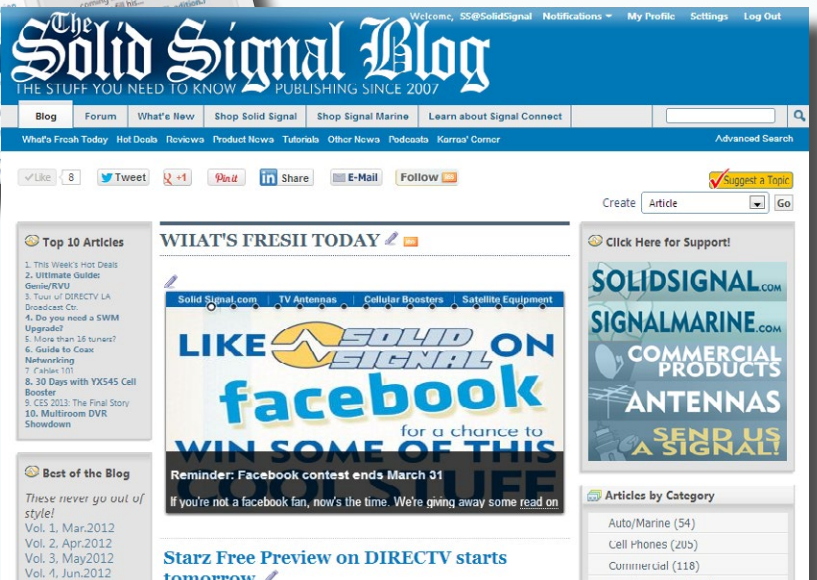 Welcome, SS@SolidSignal Notifications My Profile Settings Log Out
The
Solid Signal Blog
THE STUFF YOU NEED TO KNOW PUBLISHING SINCE 2007
Blog Forum What's New Shop Solid Signal Shop Signal Marine Learn about Signal Connect
What's Fresh Today Hot Deals Reviews Product News Tutorials Other News Podcasts Karras' Corner Advanced Search
Like 8 Tweet +1 Pin it in Share E-Mail Follow
Suggest a Topic
Create Article Go
Top 10 Articles
1. This Week's Hot Deals
2. Ultimate Guide:
Genie/RVU
3. Tour of DIRECTV LA
Broadcast Ctr.
4. Do you need a SWM
Upgrade?
5. More than 16 tuners?
6. Guide to Coax
Networking
7. Cables 101
8. 30 Days with YX545 Cell
Booster
9. CES 2013: The Final Story
10. Multiroom DVR
Showdown
Best of the Blog
These never go out of
style!
Vol. 1, Mar.2012
Vol. 2, Apr.2012
Vol. 3, May2012
Vol. 4, Jun.2012
WHAT'S FRESH TODAY
Solid Signal.com TV Antennas Cellular Boosters Satellite Equipment
LIKE SOLID SIGNAL ON
facebook
for a chance to
WIN SOME OF THIS
COOL STUFF
Reminder: Facebook contest ends March 31
If you're not a facebook fan, now's the time. We're giving away some read on
Starz Free Preview on DIRECTV starts
tomorrow
Click Here for Support!
SOLIDSIGNAL.COM
SIGNALMARINE.COM
COMMERCIAL
PRODUCTS
ANTENNAS
SEND US
A SIGNAL!
Articles by Category
Auto/Marine (54)
Cell Phones (205)
Commercial (118)